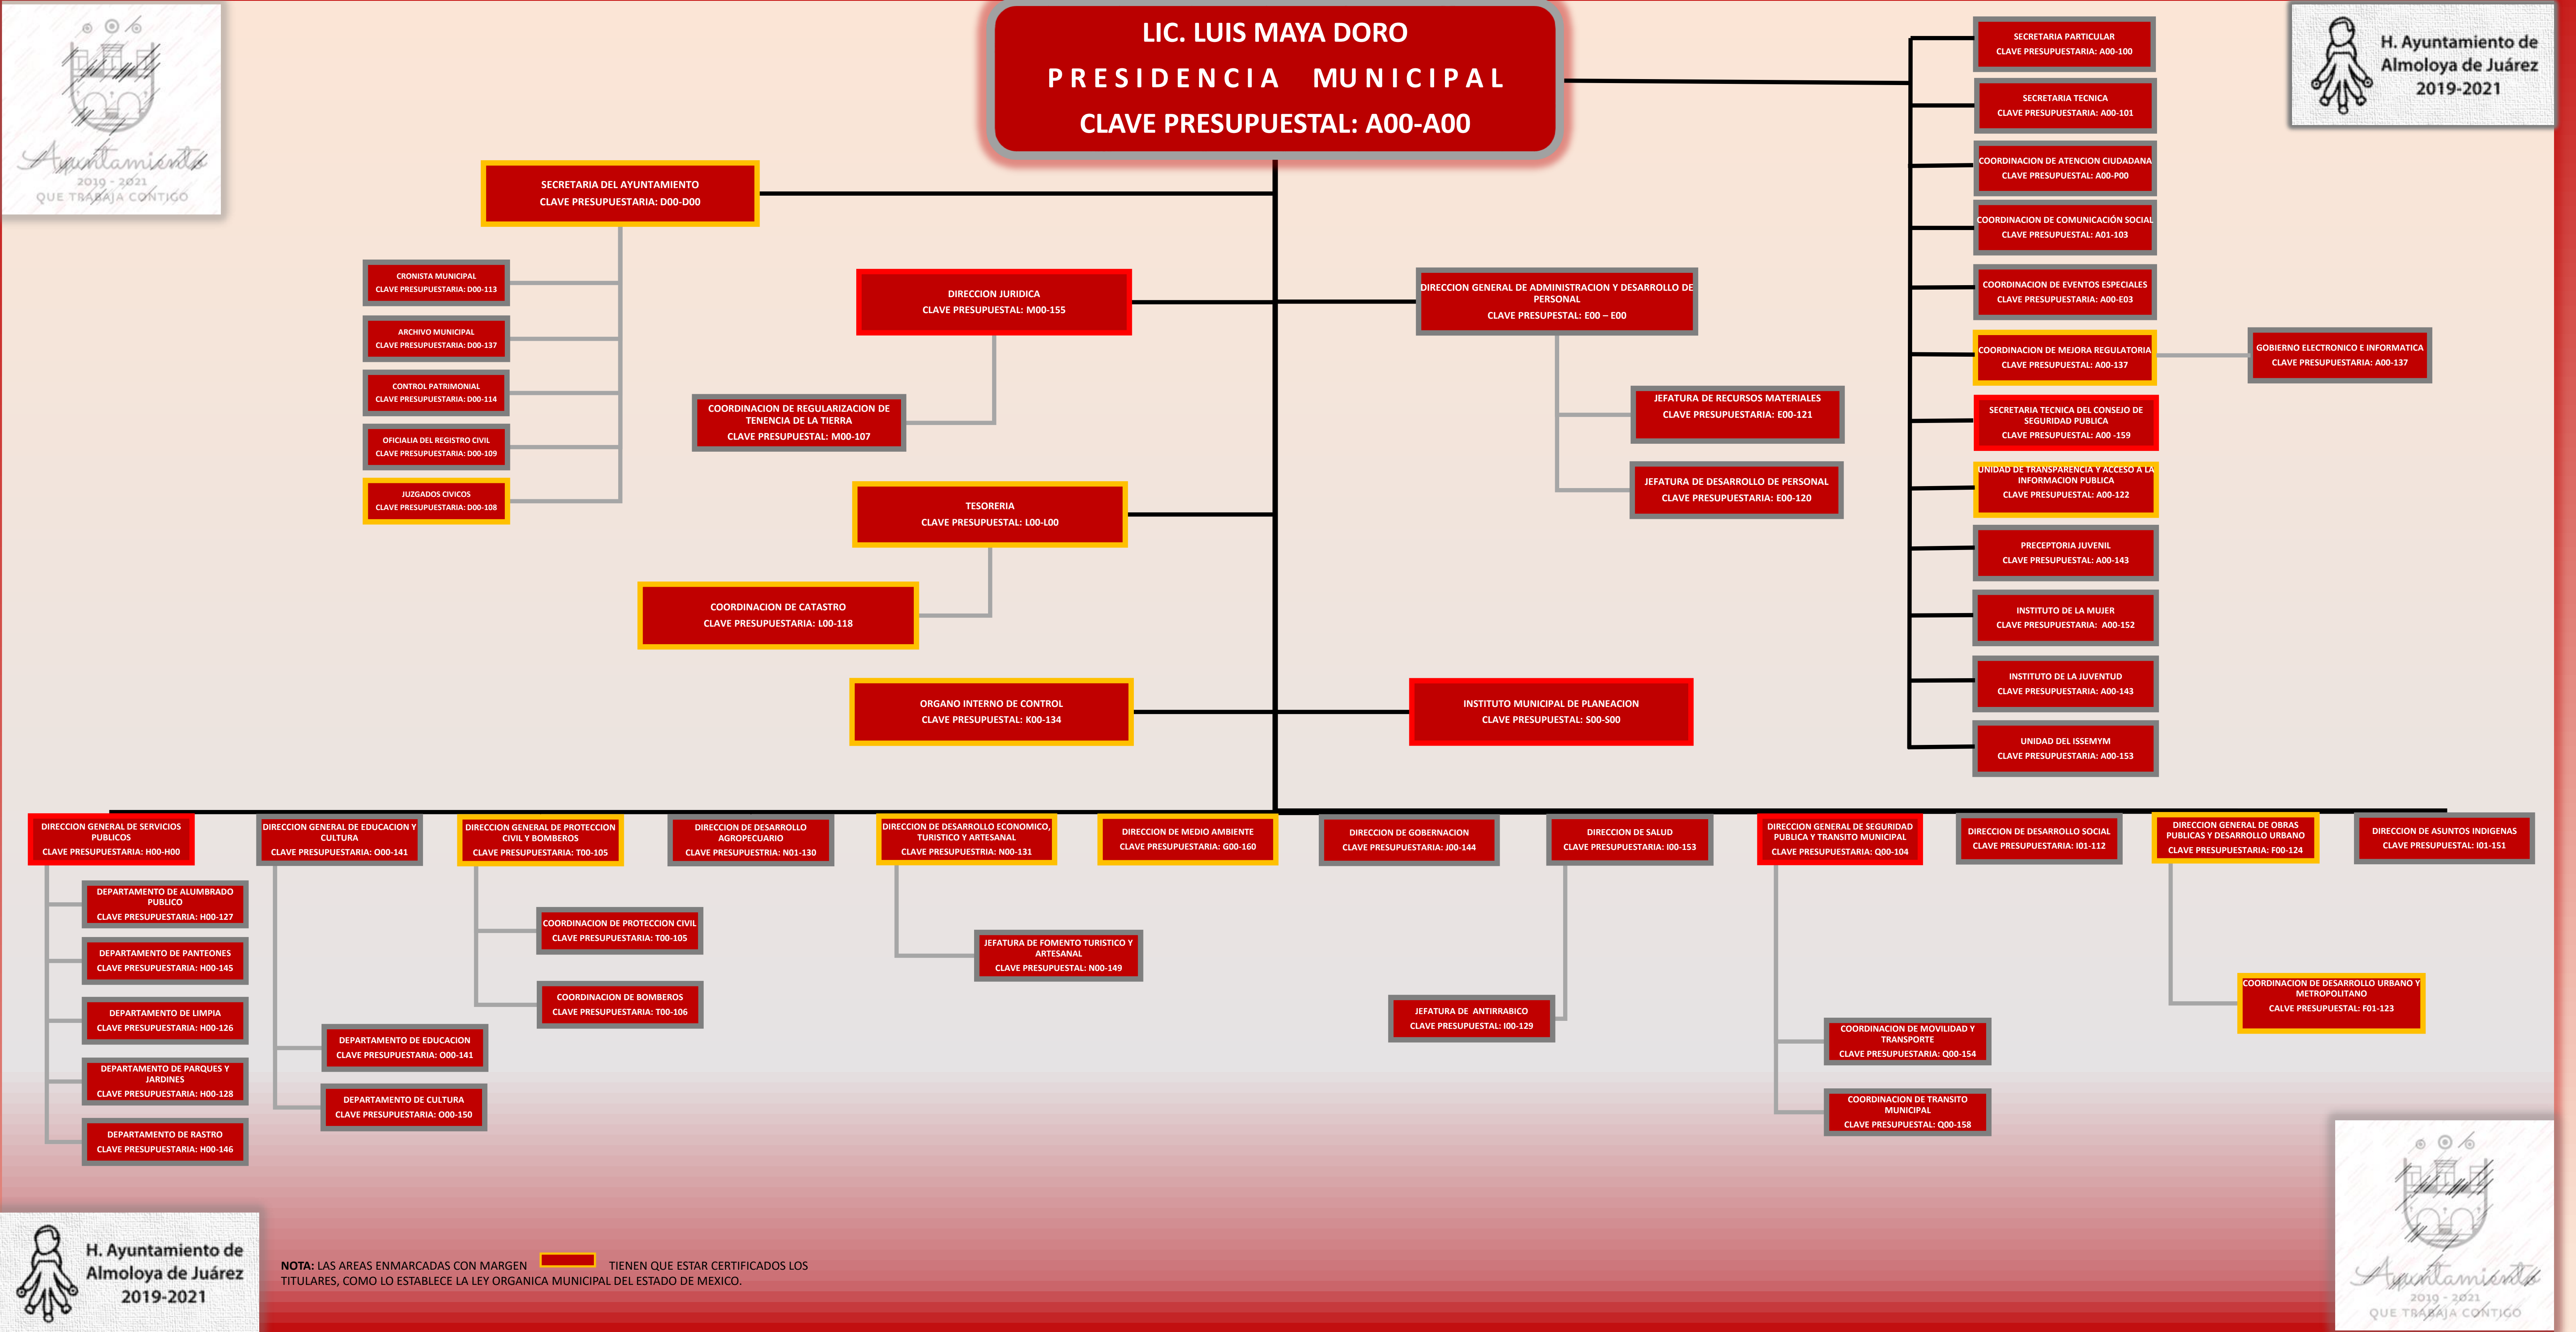 Ayuntamiento
2019 - 2021
QUE TRABAJA CONTIGO
LIC. LUIS MAYA DORO
PRESIDENCIA MUNICIPAL
CLAVE PRESUPUESTAL: A00-A00
H. Ayuntamiento de
Almoloya de Juárez
2019-2021
SECRETARIA PARTICULAR
CLAVE PRESUPUESTARIA: A00-100
SECRETARIA TECNICA
CLAVE PRESUPUESTARIA: A00-101
COORDINACION DE ATENCION CIUDADANA
CLAVE PRESUPUESTAL: A00-P00
COORDINACION DE COMUNICACIÓN SOCIAL
CLAVE PRESUPUESTAL: A01-103
COORDINACION DE EVENTOS ESPECIALES
CLAVE PRESUPUESTARIA: A00-E03
COORDINACION DE MEJORA REGULATORIA
CLAVE PRESUPUESTAL: A00-137
GOBIERNO ELECTRONICO E INFORMATICA
CLAVE PRESUPUESTARIA: A00-137
SECRETARIA TECNICA DEL CONSEJO DE
SEGURIDAD PUBLICA
CLAVE PRESUPUESTAL: A00 -159
UNIDAD DE TRANSPARENCIA Y ACCESO A LA
INFORMACION PUBLICA
CLAVE PRESUPUESTAL: A00-122
PRECEPTORIA JUVENIL
CLAVE PRESUPUESTAL: A00-143
INSTITUTO DE LA MUJER
CLAVE PRESUPUESTARIA: A00-152
INSTITUTO DE LA JUVENTUD
CLAVE PRESUPUESTARIA: A00-143
UNIDAD DEL ISSEMYM
CLAVE PRESUPUESTARIA: A00-153
SECRETARIA DEL AYUNTAMIENTO
CLAVE PRESUPUESTARIA: D00-D00
CRONISTA MUNICIPAL
CLAVE PRESUPUESTARIA: D00-113
ARCHIVO MUNICIPAL
CLAVE PRESUPUESTARIA: D00-137
CONTROL PATRIMONIAL
CLAVE PRESUPUESTARIA: D00-114
OFICIALIA DEL REGISTRO CIVIL
CLAVE PRESUPUESTARIA: D00-109
JUZGADOS CIVICOS
CLAVE PRESUPUESTARIA: D00-108
DIRECCION JURIDICA
CLAVE PRESUPUESTAL: M00-155
COORDINACION DE REGULARIZACION DE
TENENCIA DE LA TIERRA
CLAVE PRESUPUESTAL: M00-107
DIRECCION GENERAL DE ADMINISTRACION Y DESARROLLO DE
PERSONAL
CLAVE PRESUPESTAL: E00 – E00
JEFATURA DE RECURSOS MATERIALES
CLAVE PRESUPUESTARIA: E00-121
JEFATURA DE DESARROLLO DE PERSONAL
CLAVE PRESUPUESTARIA: E00-120
TESORERIA
CLAVE PRESUPUESTAL: L00-L00
COORDINACION DE CATASTRO
CLAVE PRESUPUESTARIA: L00-118
ORGANO INTERNO DE CONTROL
CLAVE PRESUPUESTAL: K00-134
INSTITUTO MUNICIPAL DE PLANEACION
CLAVE PRESUPUESTAL: S00-S00
DIRECCION GENERAL DE SERVICIOS
PUBLICOS
CLAVE PRESUPUESTARIA: H00-H00
DEPARTAMENTO DE ALUMBRADO
PUBLICO
CLAVE PRESUPUESTARIA: H00-127
DEPARTAMENTO DE PANTEONES
CLAVE PRESUPUESTARIA: H00-145
DEPARTAMENTO DE LIMPIA
CLAVE PRESUPUESTARIA: H00-126
DEPARTAMENTO DE PARQUES Y
JARDINES
CLAVE PRESUPUESTARIA: H00-128
DEPARTAMENTO DE RASTRO
CLAVE PRESUPUESTARIA: H00-146
DIRECCION GENERAL DE EDUCACION Y
CULTURA
CLAVE PRESUPUESTARIA: O00-141
DEPARTAMENTO DE EDUCACION
CLAVE PRESUPUESTARIA: O00-141
DEPARTAMENTO DE CULTURA
CLAVE PRESUPUESTARIA: O00-150
DIRECCION GENERAL DE PROTECCION
CIVIL Y BOMBEROS
CLAVE PRESUPUESTARIA: T00-105
COORDINACION DE PROTECCION CIVIL
CLAVE PRESUPUESTARIA: T00-105
COORDINACION DE BOMBEROS
CLAVE PRESUPUESTARIA: T00-106
DIRECCION DE DESARROLLO
AGROPECUARIO
CLAVE PRESUPUESTRIA: N01-130
DIRECCION DE DESARROLLO ECONOMICO,
TURISTICO Y ARTESANAL
CLAVE PRESUPUESTRIA: N00-131
JEFATURA DE FOMENTO TURISTICO Y
ARTESANAL
CLAVE PRESUPUESTAL: N00-149
DIRECCION DE MEDIO AMBIENTE
CLAVE PRESUPUESTARIA: G00-160
DIRECCION DE GOBERNACION
CLAVE PRESUPUESTARIA: J00-144
DIRECCION DE SALUD
CLAVE PRESUPUESTARIA: I00-153
JEFATURA DE ANTIRRABICO
CLAVE PRESUPUESTAL: I00-129
DIRECCION GENERAL DE SEGURIDAD
PUBLICA Y TRANSITO MUNICIPAL
CLAVE PRESUPUESTARIA: Q00-104
COORDINACION DE MOVILIDAD Y
TRANSPORTE
CLAVE PRESUPUESTARIA: Q00-154
COORDINACION DE TRANSITO
MUNICIPAL
CLAVE PRESUPUESTAL: Q00-158
DIRECCION DE DESARROLLO SOCIAL
CLAVE PRESUPUESTARIA: I01-112
DIRECCION GENERAL DE OBRAS
PUBLICAS Y DESARROLLO URBANO
CLAVE PRESUPUESTARIA: F00-124
COORDINACION DE DESARROLLO URBANO Y
METROPOLITANO
CALVE PRESUPUESTAL: F01-123
DIRECCION DE ASUNTOS INDIGENAS
CLAVE PRESUPUESTAL: I01-151
H. Ayuntamiento de
Almoloya de Juárez
2019-2021
NOTA: LAS AREAS ENMARCADAS CON MARGEN TIENEN QUE ESTAR CERTIFICADOS LOS
TITULARES, COMO LO ESTABLECE LA LEY ORGANICA MUNICIPAL DEL ESTADO DE MEXICO.
Ayuntamiento
2019 - 2021
QUE TRABAJA CONTIGO